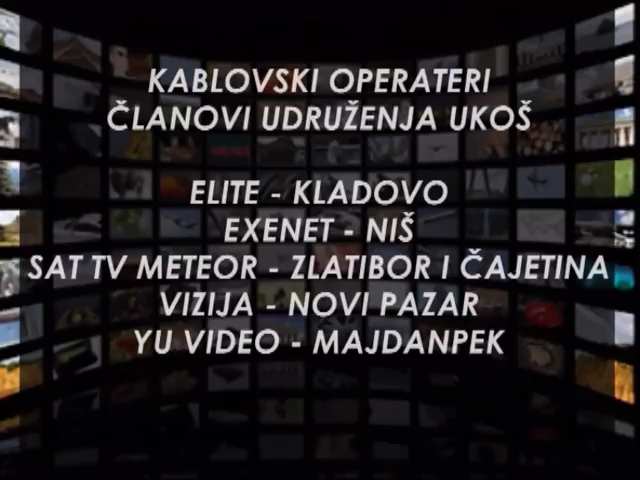 KABLOVSKI OPERATERI
ČLANOVI UDRUŽENJA UKOŠ
ELITE - KLADOVO
EXENET - NIŠ
SAT TV METEOR - ZLATIBOR I ČAJETINA
VIZIJA - NOVI PAZAR
YU VIDEO - MAJDANPEK